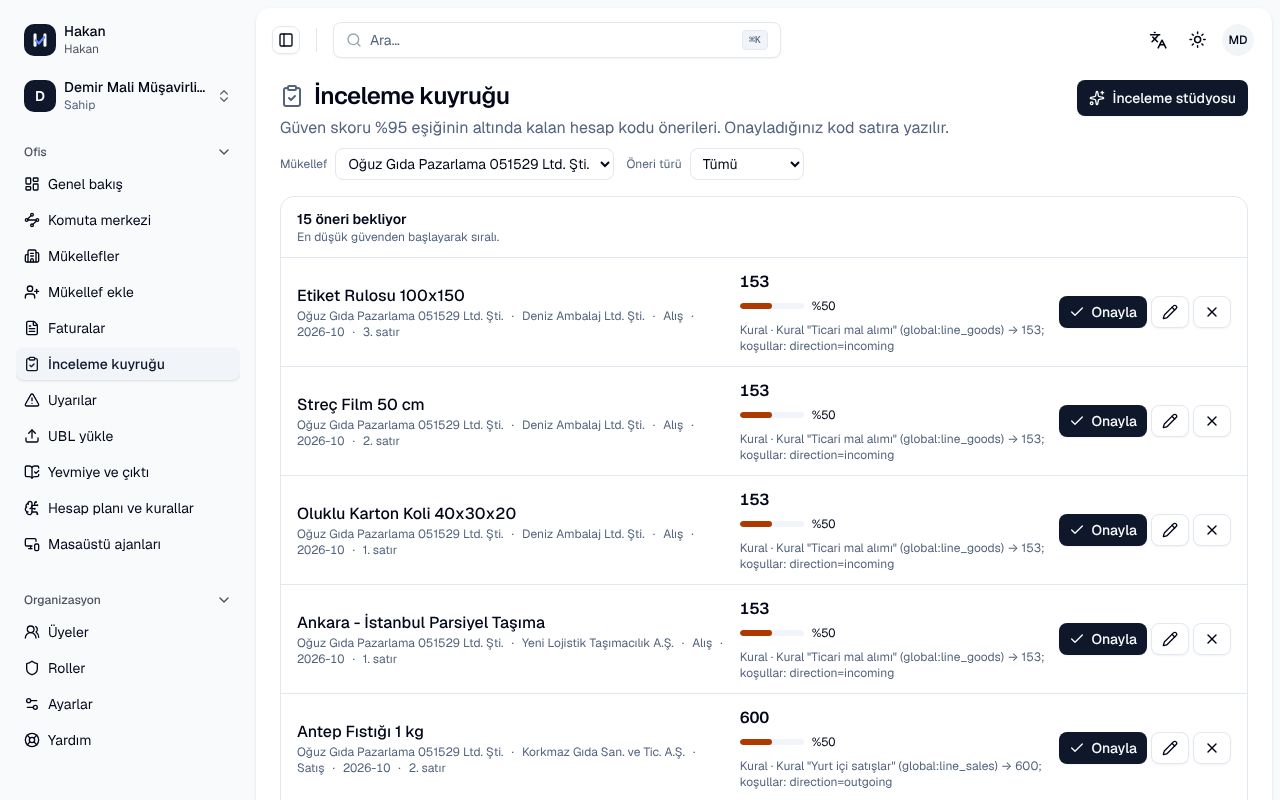 Hakan
Hakan
D
Demir Mali Müşavirli...
Sahip
Ofis
Genel bakış
Komuta merkezi
Mükellefler
Mükellef ekle
Faturalar
İnceleme kuyruğu
Uyarılar
UBL yükle
Yevmiye ve çıktı
Hesap planı ve kurallar
Masaüstü ajanları
Organizasyon
Üyeler
Roller
Ayarlar
Yardım
Ara...
⌘K
MD
İnceleme kuyruğu
İnceleme stüdyosu
Güven skoru %95 eşiğinin altında kalan hesap kodu önerileri. Onayladığınız kod satıra yazılır.
Mükellef
Oğuz Gıda Pazarlama 051529 Ltd. Şti.
Öneri türü
Tümü
15 öneri bekliyor
En düşük güvenden başlayarak sıralı.
Etiket Rulosu 100x150
Oğuz Gıda Pazarlama 051529 Ltd. Şti. · Deniz Ambalaj Ltd. Şti. · Alış ·
2026-10 · 3. satır
153
%50
Kural · Kural "Ticari mal alımı" (global:line_goods) → 153;
koşullar: direction=incoming
Onayla
Streç Film 50 cm
Oğuz Gıda Pazarlama 051529 Ltd. Şti. · Deniz Ambalaj Ltd. Şti. · Alış ·
2026-10 · 2. satır
153
%50
Kural · Kural "Ticari mal alımı" (global:line_goods) → 153;
koşullar: direction=incoming
Onayla
Oluklu Karton Koli 40x30x20
Oğuz Gıda Pazarlama 051529 Ltd. Şti. · Deniz Ambalaj Ltd. Şti. · Alış ·
2026-10 · 1. satır
153
%50
Kural · Kural "Ticari mal alımı" (global:line_goods) → 153;
koşullar: direction=incoming
Onayla
Ankara - İstanbul Parsiyel Taşıma
Oğuz Gıda Pazarlama 051529 Ltd. Şti. · Yeni Lojistik Taşımacılık A.Ş. · Alış ·
2026-10 · 1. satır
153
%50
Kural · Kural "Ticari mal alımı" (global:line_goods) → 153;
koşullar: direction=incoming
Onayla
Antep Fıstığı 1 kg
Oğuz Gıda Pazarlama 051529 Ltd. Şti. · Korkmaz Gıda San. ve Tic. A.Ş. ·
Satış · 2026-10 · 2. satır
600
%50
Kural · Kural "Yurt içi satışlar" (global:line_sales) → 600;
koşullar: direction=outgoing
Onayla